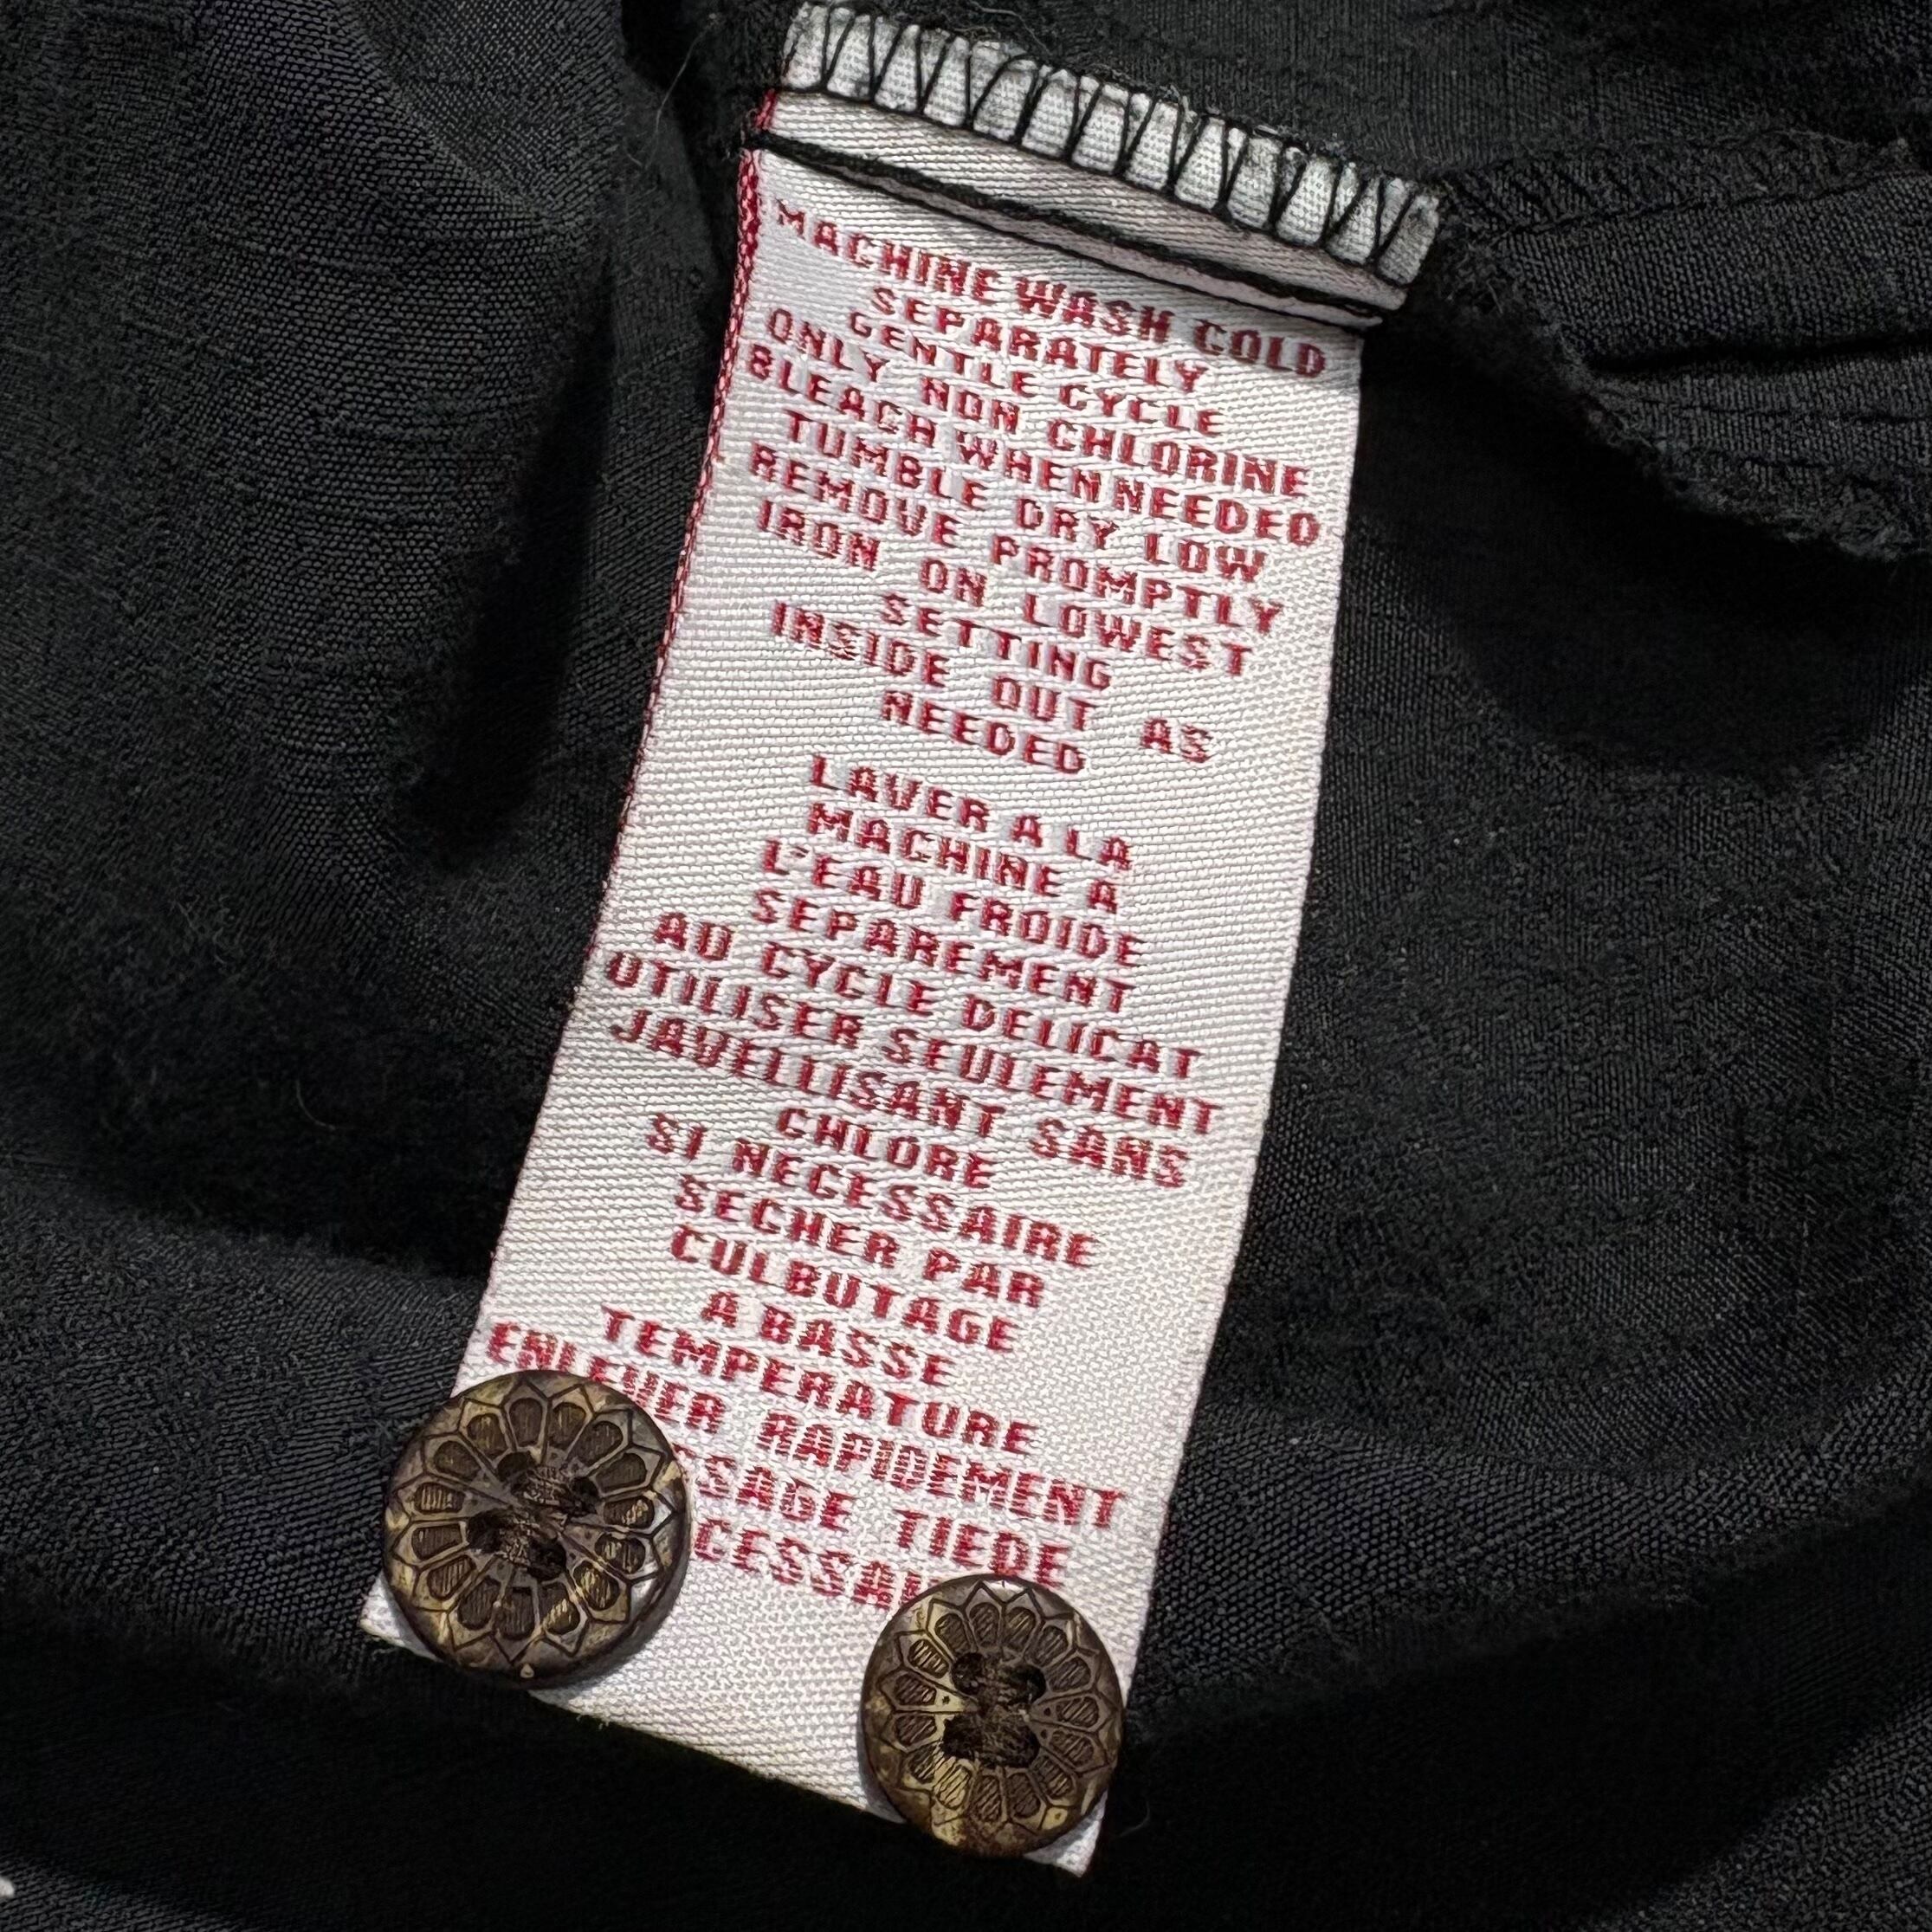 MACHINE WASH COLD
SEPARATELY
GENTLE CYCLE
ONLY NON CHLORINE
BLEACH WHEN NEEDED
TUMBLE DRY LOW
REMOVE PROMPTLY
IRON ON LOWEST
SETTING
INSIDE OUT AS
NEEDED
LAVER A LA
MACHINE A
L'EAU FROIDE
SEPAREMENT
AU CYCLE DELICAT
UTILISER SEULEMENT
JAVELLISANT SANS
CHLORE
SI NECESSAIRE
SECHER PAR
CULBUTAGE
A BASSE
TEMPERATURE
ENLEVER RAPIDEMENT
TIEDE